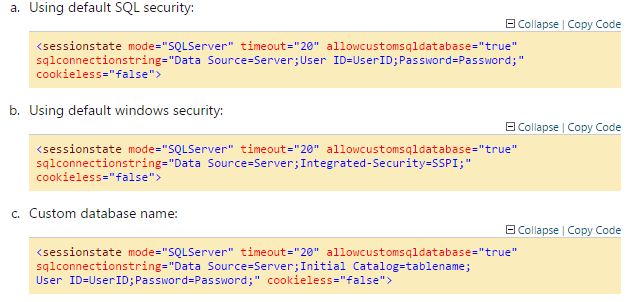 a. Using default SQL security:
Collapse | Copy Code
<sessionstate mode="SQLServer" timeout="20" allowcustomsqldatabase="true"
sqlconnectionstring="Data Source=Server;User ID=UserID;Password=Password;"
cookieless="false">
b. Using default windows security:
Collapse | Copy Code
<sessionstate mode="SQLServer" timeout="20" allowcustomsqldatabase="true"
sqlconnectionstring="Data Source=Server;Integrated-Security=SSPI;"
cookieless="false">
c. Custom database name:
Collapse | Copy Code
<sessionstate mode="SQLServer" timeout="20" allowcustomsqldatabase="true"
sqlconnectionstring="Data Source=Server;Initial Catalog=tablename;
User ID=UserID;Password=Password;" cookieless="false">